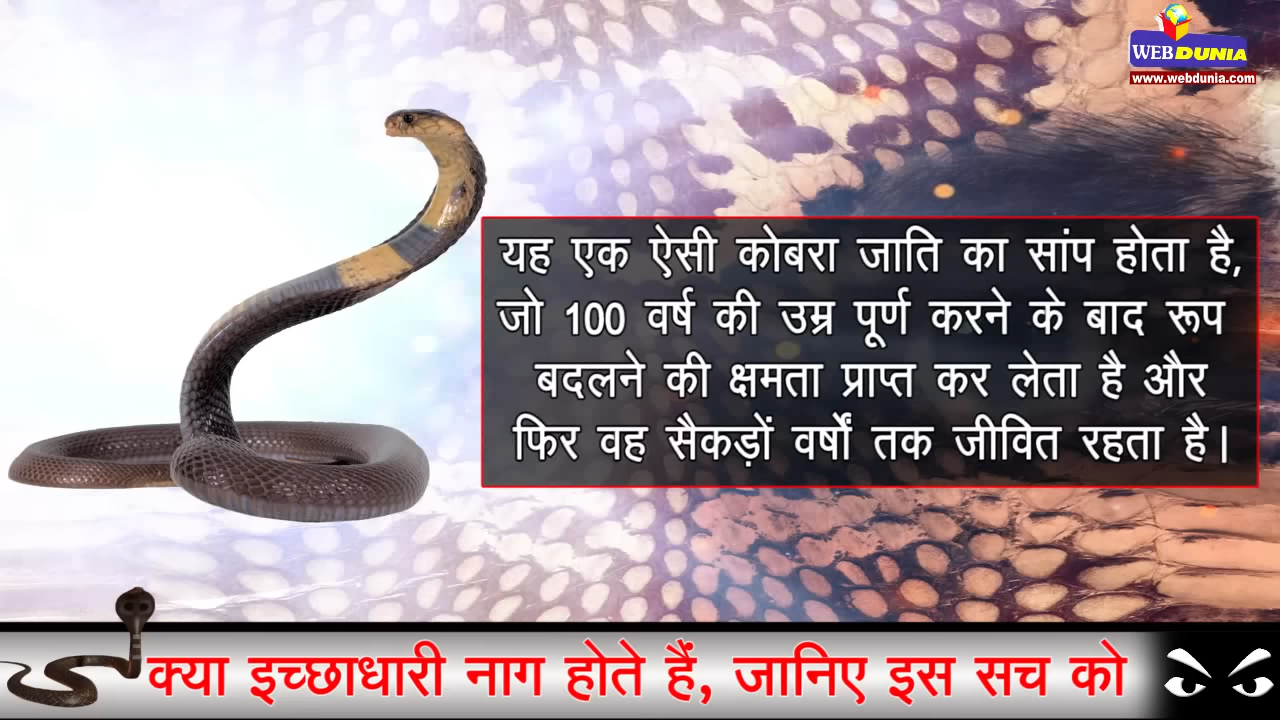 WEBDUNIA
www.webdunia.com
यह एक ऐसी कोबरा जाति का सांप होता है,
जो 100 वर्ष की उम्र पूर्ण करने के बाद रूप
बदलने की क्षमता प्राप्त कर लेता है और
फिर वह सैकड़ों वर्षों तक जीवित रहता है।
क्या इच्छाधारी नाग होते हैं, जानिए इस सच को